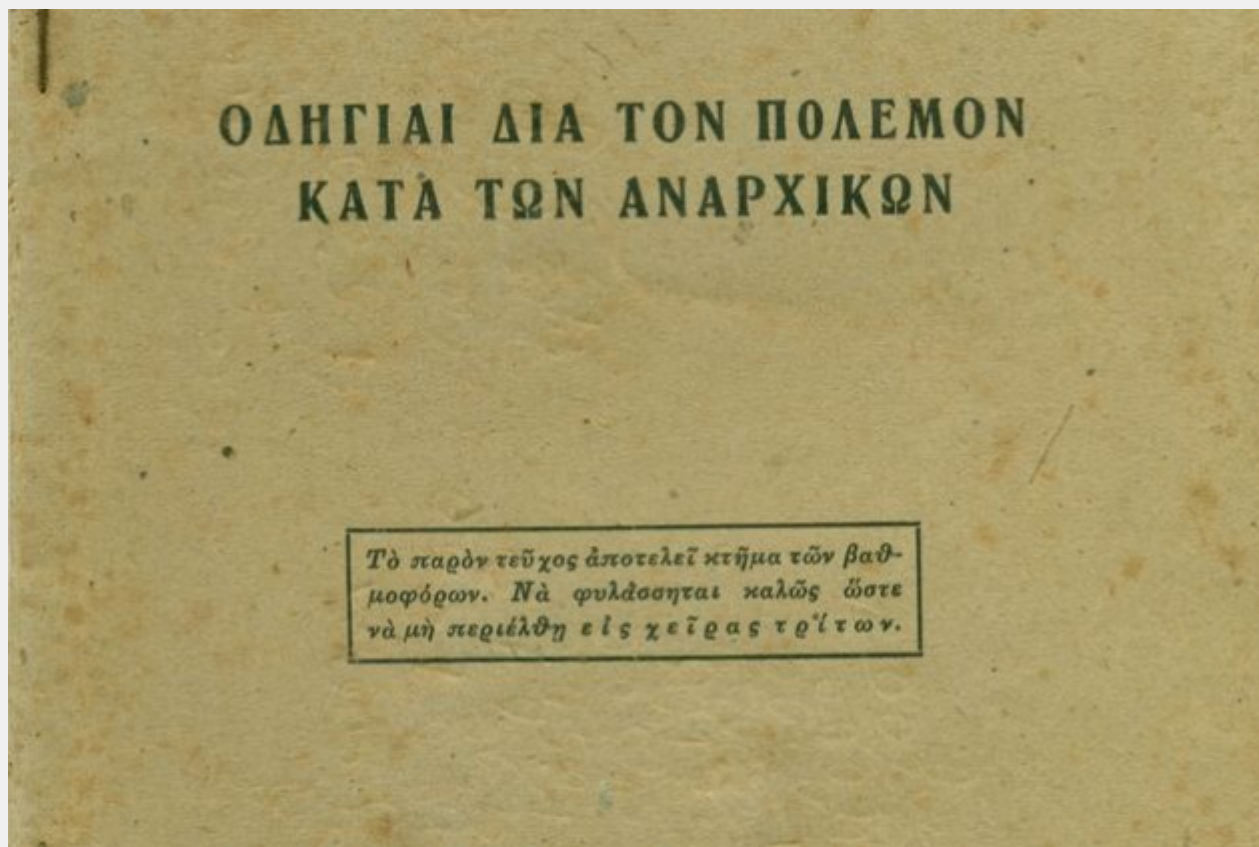 ΟΔΗΓΙΑΙ ΔΙΑ ΤΟΝ ΠΟΛΕΜΟΝ
ΚΑΤΑ ΤΩΝ ΑΝΑΡΧΙΚΩΝ
Τὸ παρὸν τεῦχος ἀποτελεῖ κτῆμα τῶν βαθ-
μοφόρων. Νὰ φυλάσσηται καλῶς ὥστε
νὰ μὴ περιέλθῃ εἰς χεῖρας τρίτων.